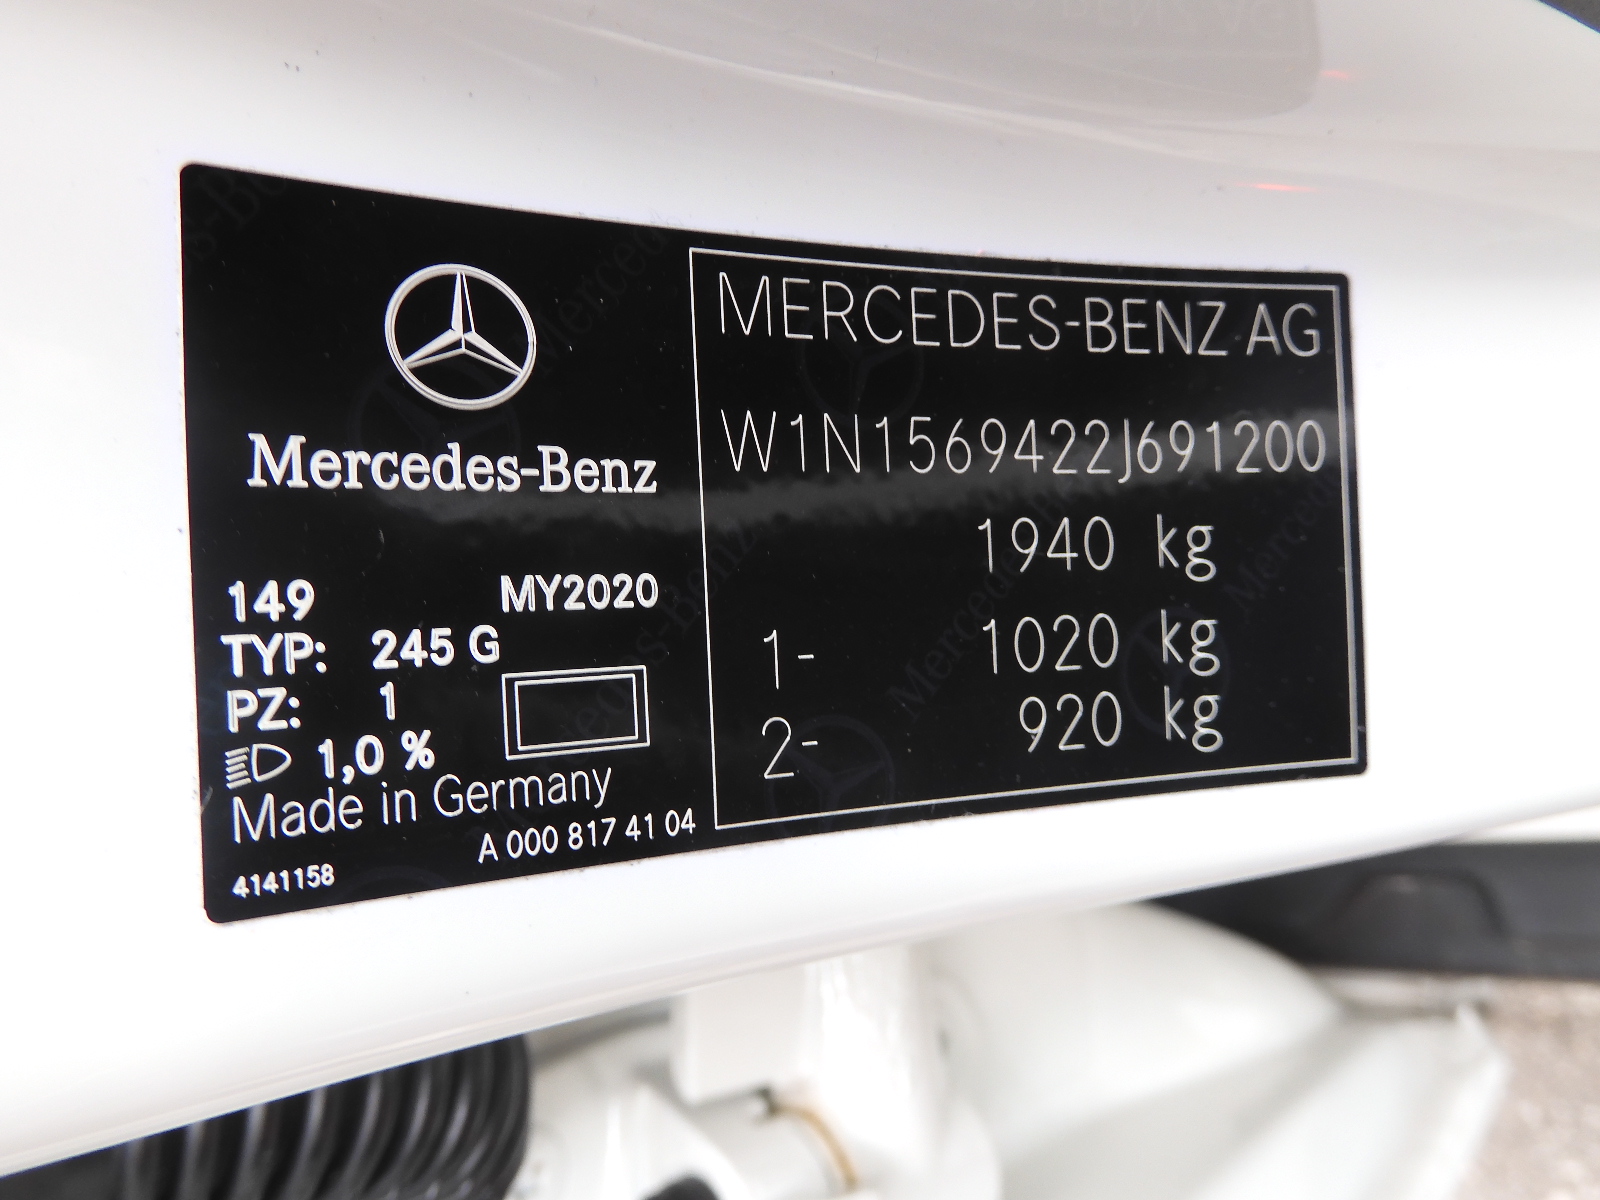 Mercedes-Benz
149 MY2020
TYP: 245 G
PZ: 1
1,0 %
Made in Germany
A 000 817 41 04
4141158
MERCEDES-BENZ AG
W1N1569422J691200
1940 kg
1- 1020 kg
2- 920 kg